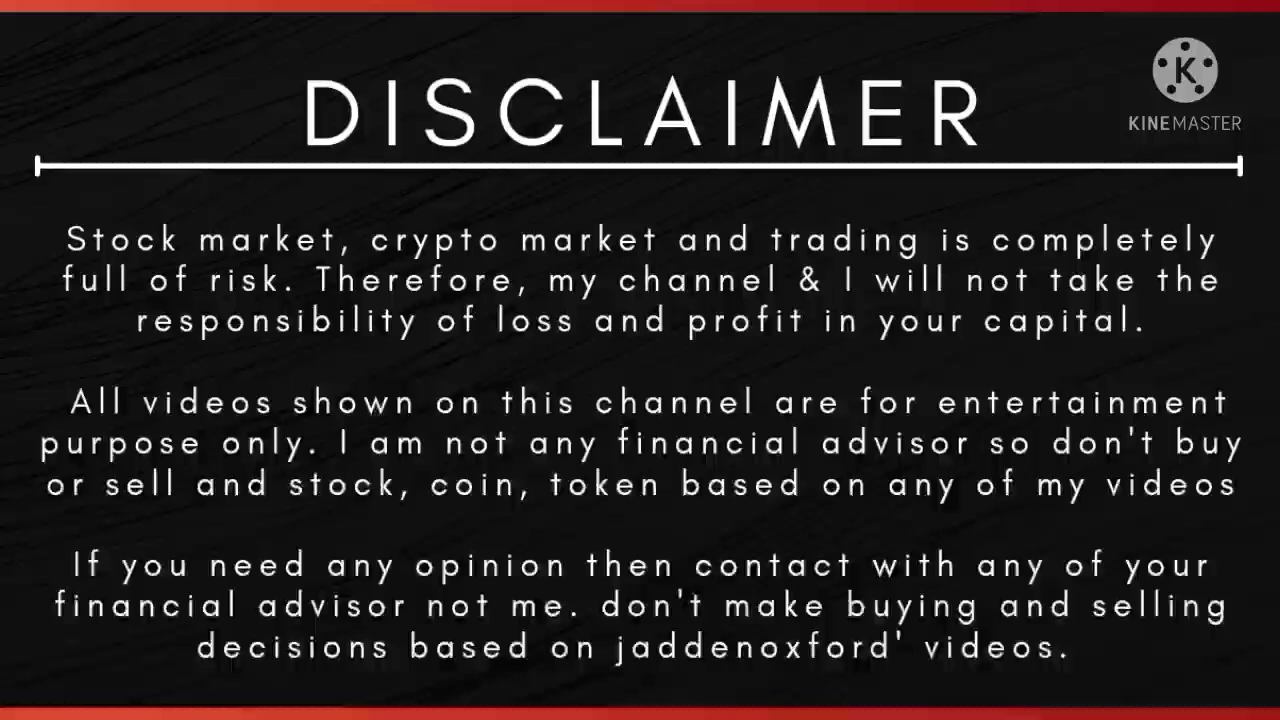 DISCLAIMER
K
KINEMASTER
Stock market, crypto market and trading is completely
full of risk. Therefore, my channel & I will not take the
responsibility of loss and profit in your capital.
All videos shown on this channel are for entertainment
purpose only. I am not any financial advisor so don't buy
or sell and stock, coin, token based on any of my videos
If you need any opinion then contact with any of your
financial advisor not me. don't make buying and selling
decisions based on jaddenoxford' videos.